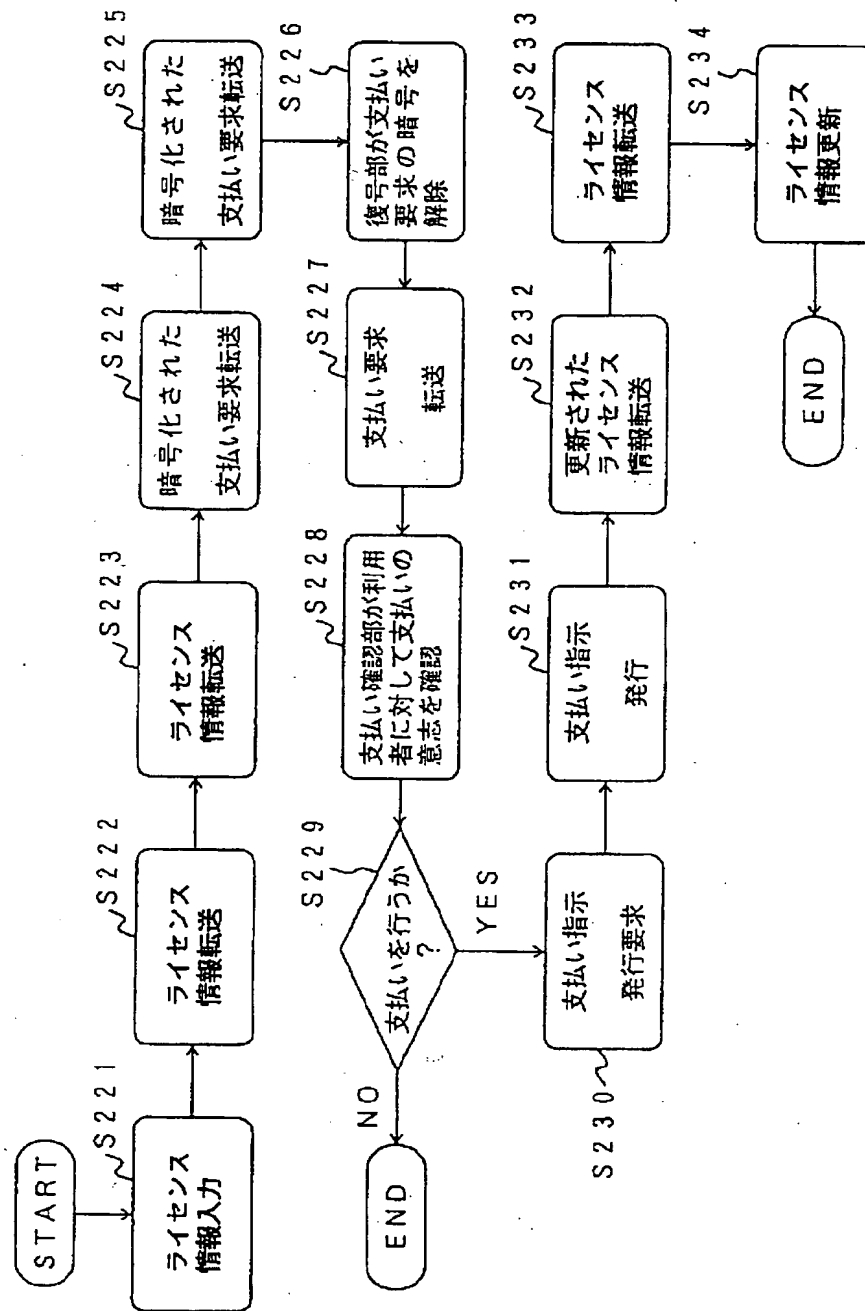 START
S221
ライセンス
情報入力
S222
ライセンス
情報転送
S223
ライセンス
情報転送
S224
暗号化された
支払い要求転送
S225
暗号化された
支払い要求転送
S226
復号部が支払い
要求の暗号を
解除
S227
支払い要求
転送
S228
支払い確認部が利用
者に対して支払いの
意志を確認
S229
支払いを行うか
?
NO
END
YES
S230
支払い指示
発行要求
S231
支払い指示
発行
S232
更新された
ライセンス
情報転送
S233
ライセンス
情報転送
S234
ライセンス
情報更新
END